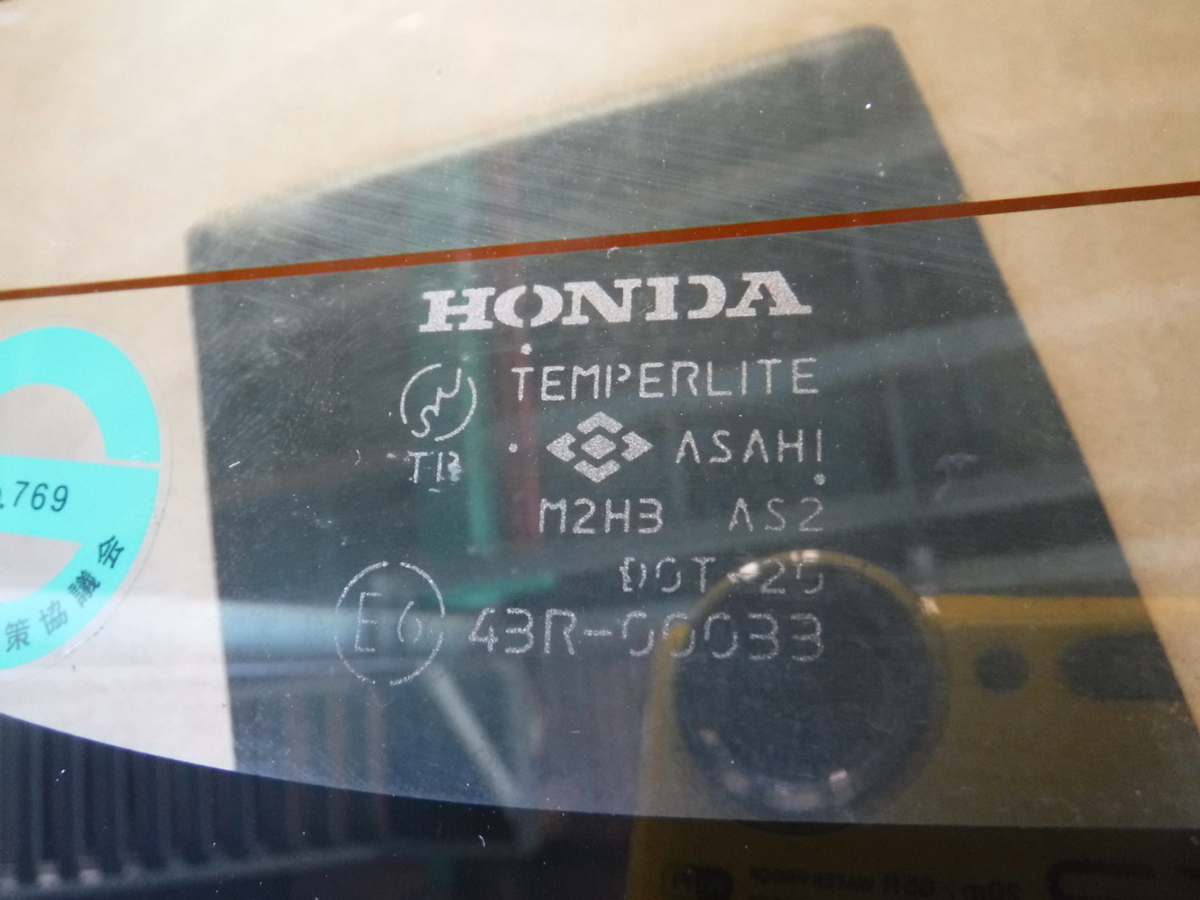 HONDA
TEMPERLITE
TB
ASAHI
M2H3 AS2
DOT-25
E6 43R-00033
.769
策協議会